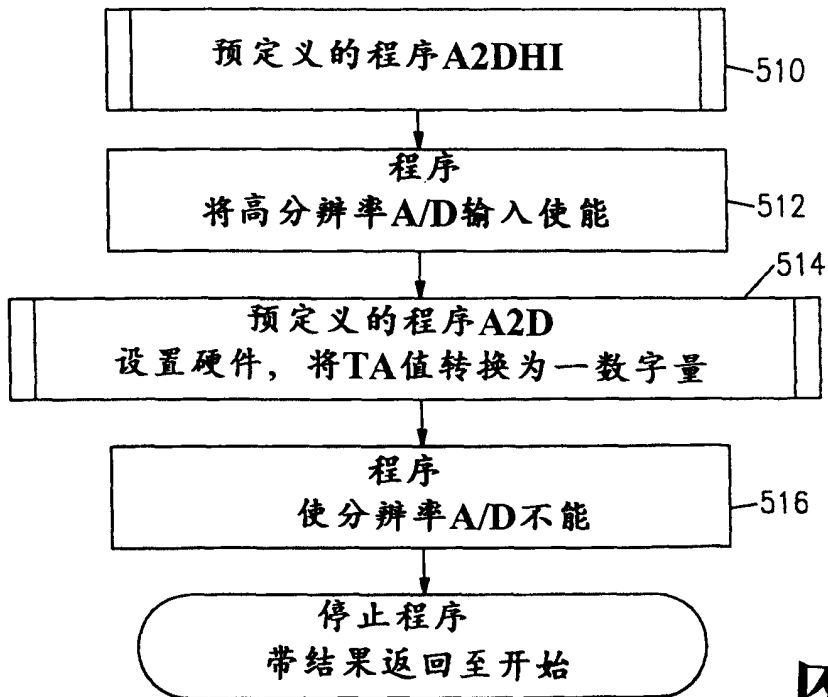 预定义的程序A2DHI
510
程序
将高分辨率A/D输入使能
512
514
预定义的程序A2D
设置硬件，将TA值转换为一数字量
程序
使分辨率A/D不能
516
停止程序
带结果返回至开始